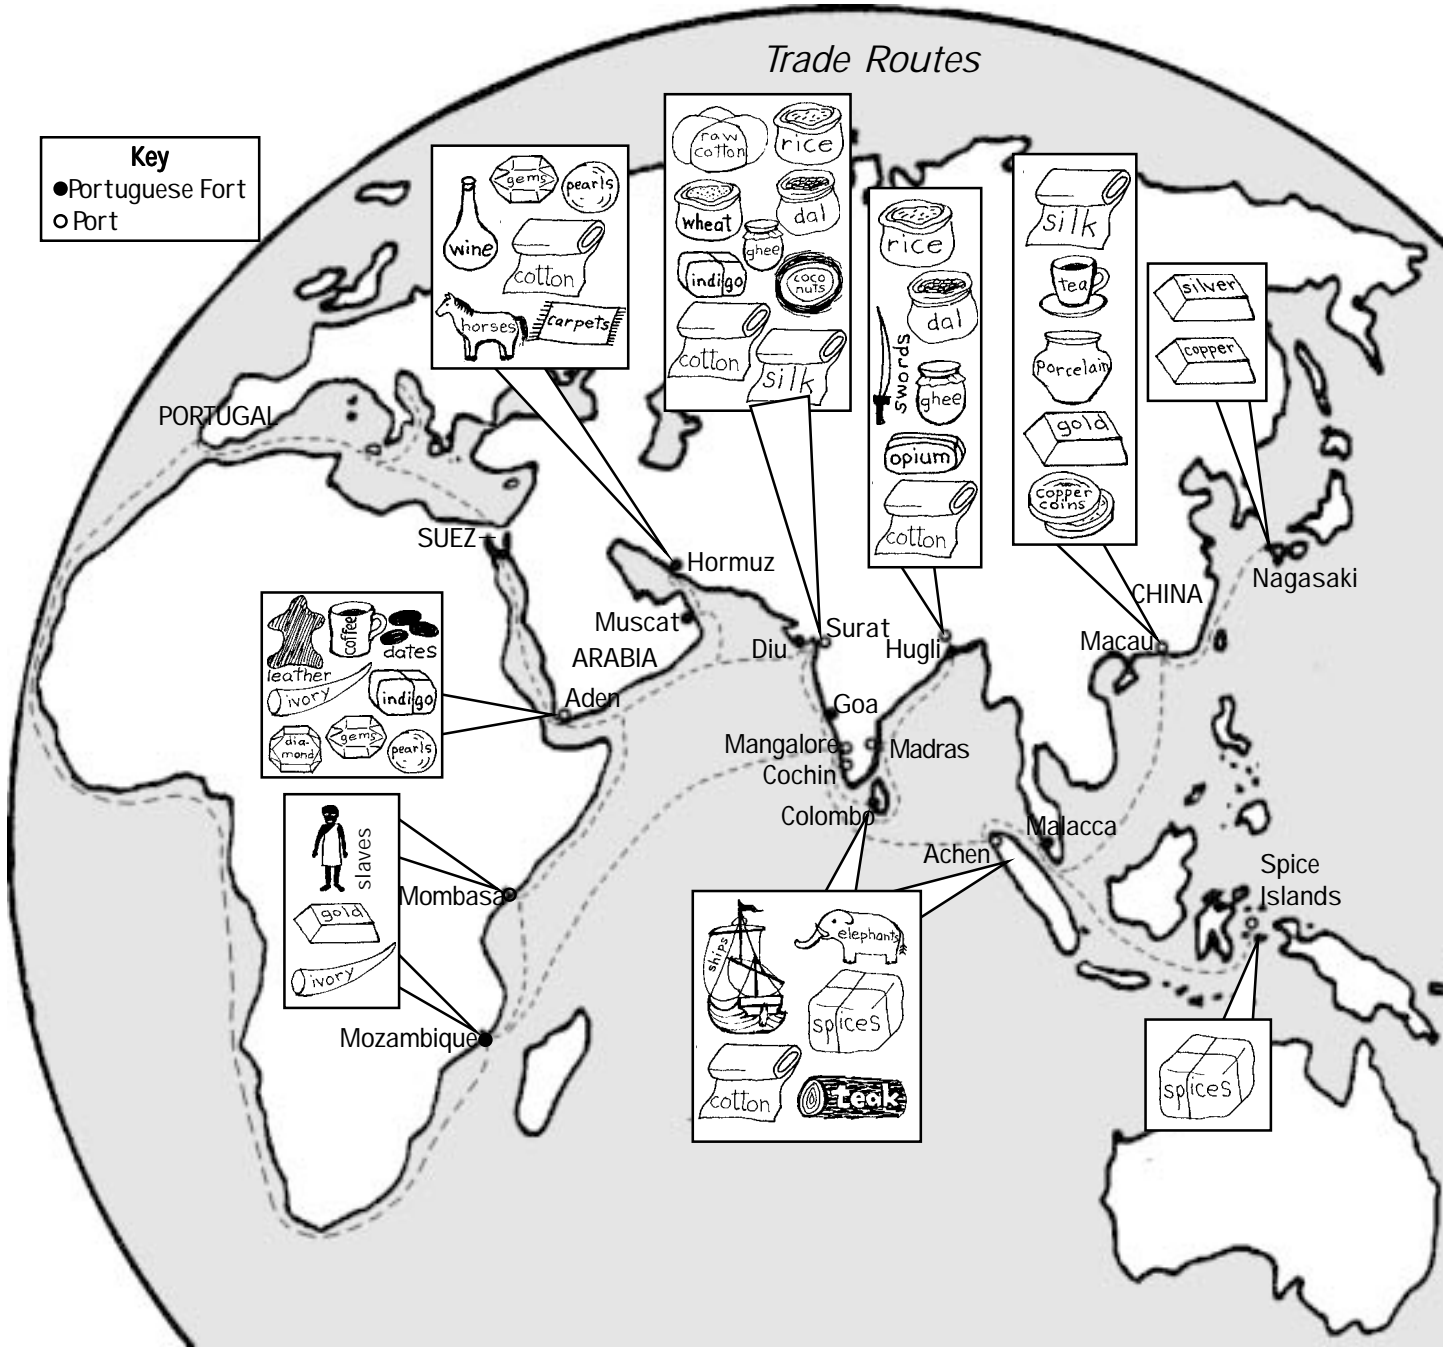 Trade Routes
Key
Portuguese Fort
Port
gems
pearls
wine
cotton
horses
carpets
raw
cotton
rice
wheat
dal
ghee
indigo
coco
nuts
cotton
silk
rice
dal
swords
ghee
opium
cotton
silk
tea
porcelain
gold
copper
coins
silver
copper
PORTUGAL
SUEZ
Hormuz
Muscat
ARABIA
Aden
Diu
Surat
Hugli
CHINA
Macau
Nagasaki
Goa
Mangalore
Cochin
Madras
Colombo
Achen
Malacca
Spice
Islands
leather
coffee
dates
ivory
indigo
dia-
mond
gems
pearls
slaves
gold
ivory
Mombasa
Mozambique
ships
elephants
spices
cotton
teak
spices